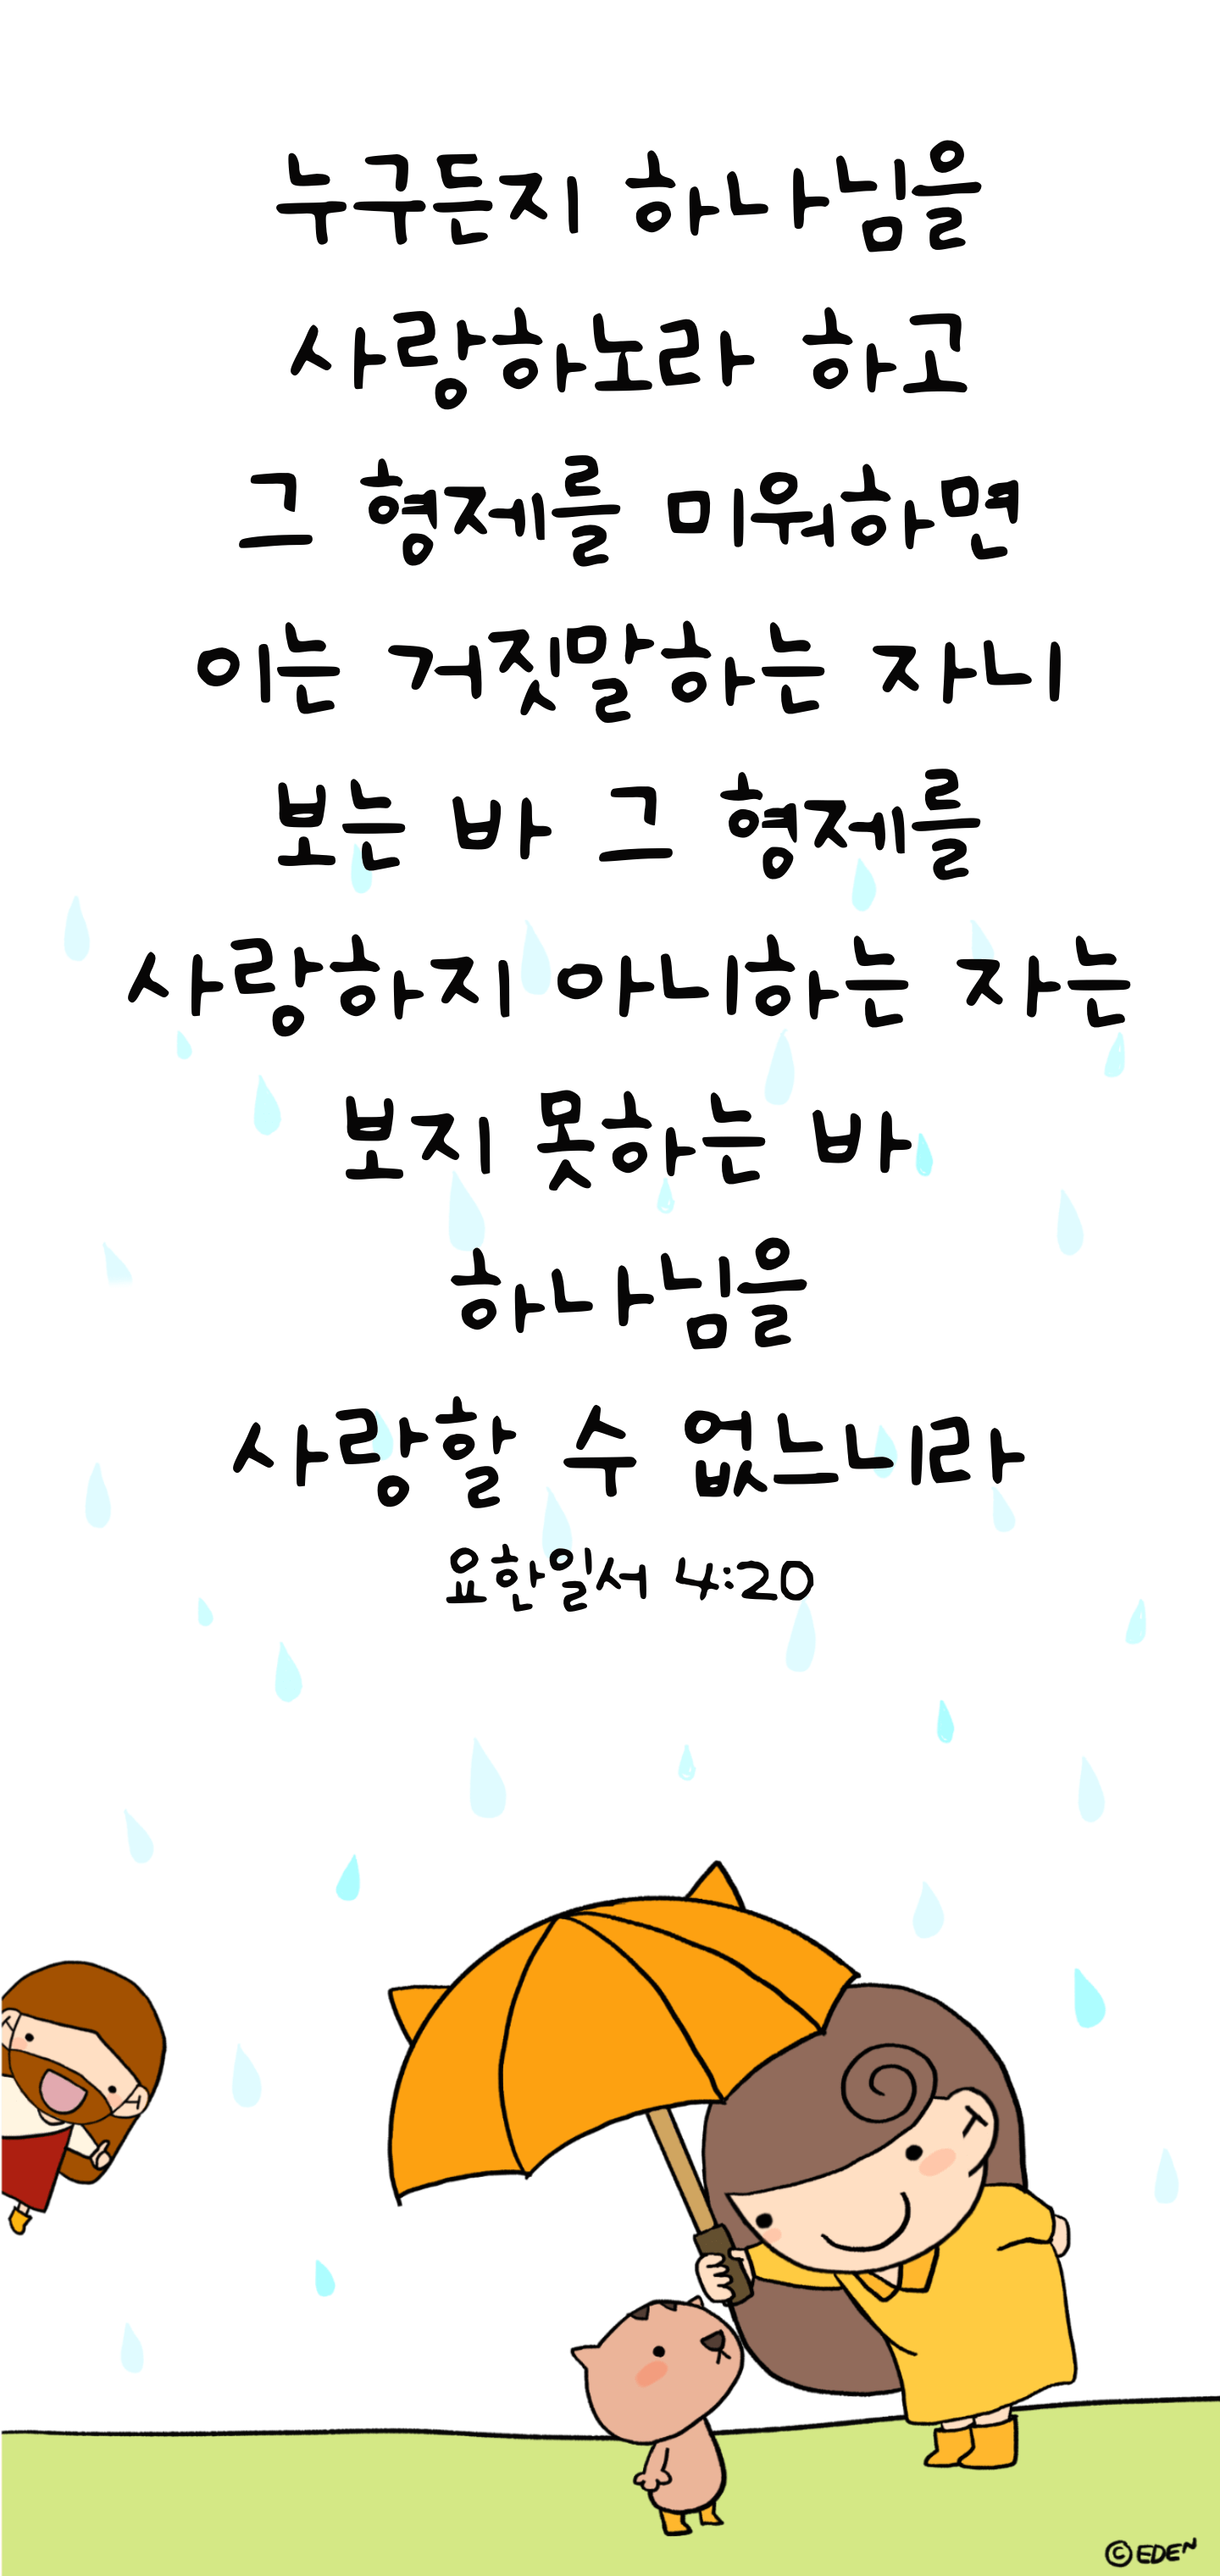 누구든지 하나님을
사랑하노라 하고
그 형제를 미워하면
이는 거짓말하는 자니
보는 바 그 형제를
사랑하지 아니하는 자는
보지 못하는 바
하나님을
사랑할 수 없느니라
요한일서 4:20
©EDEN